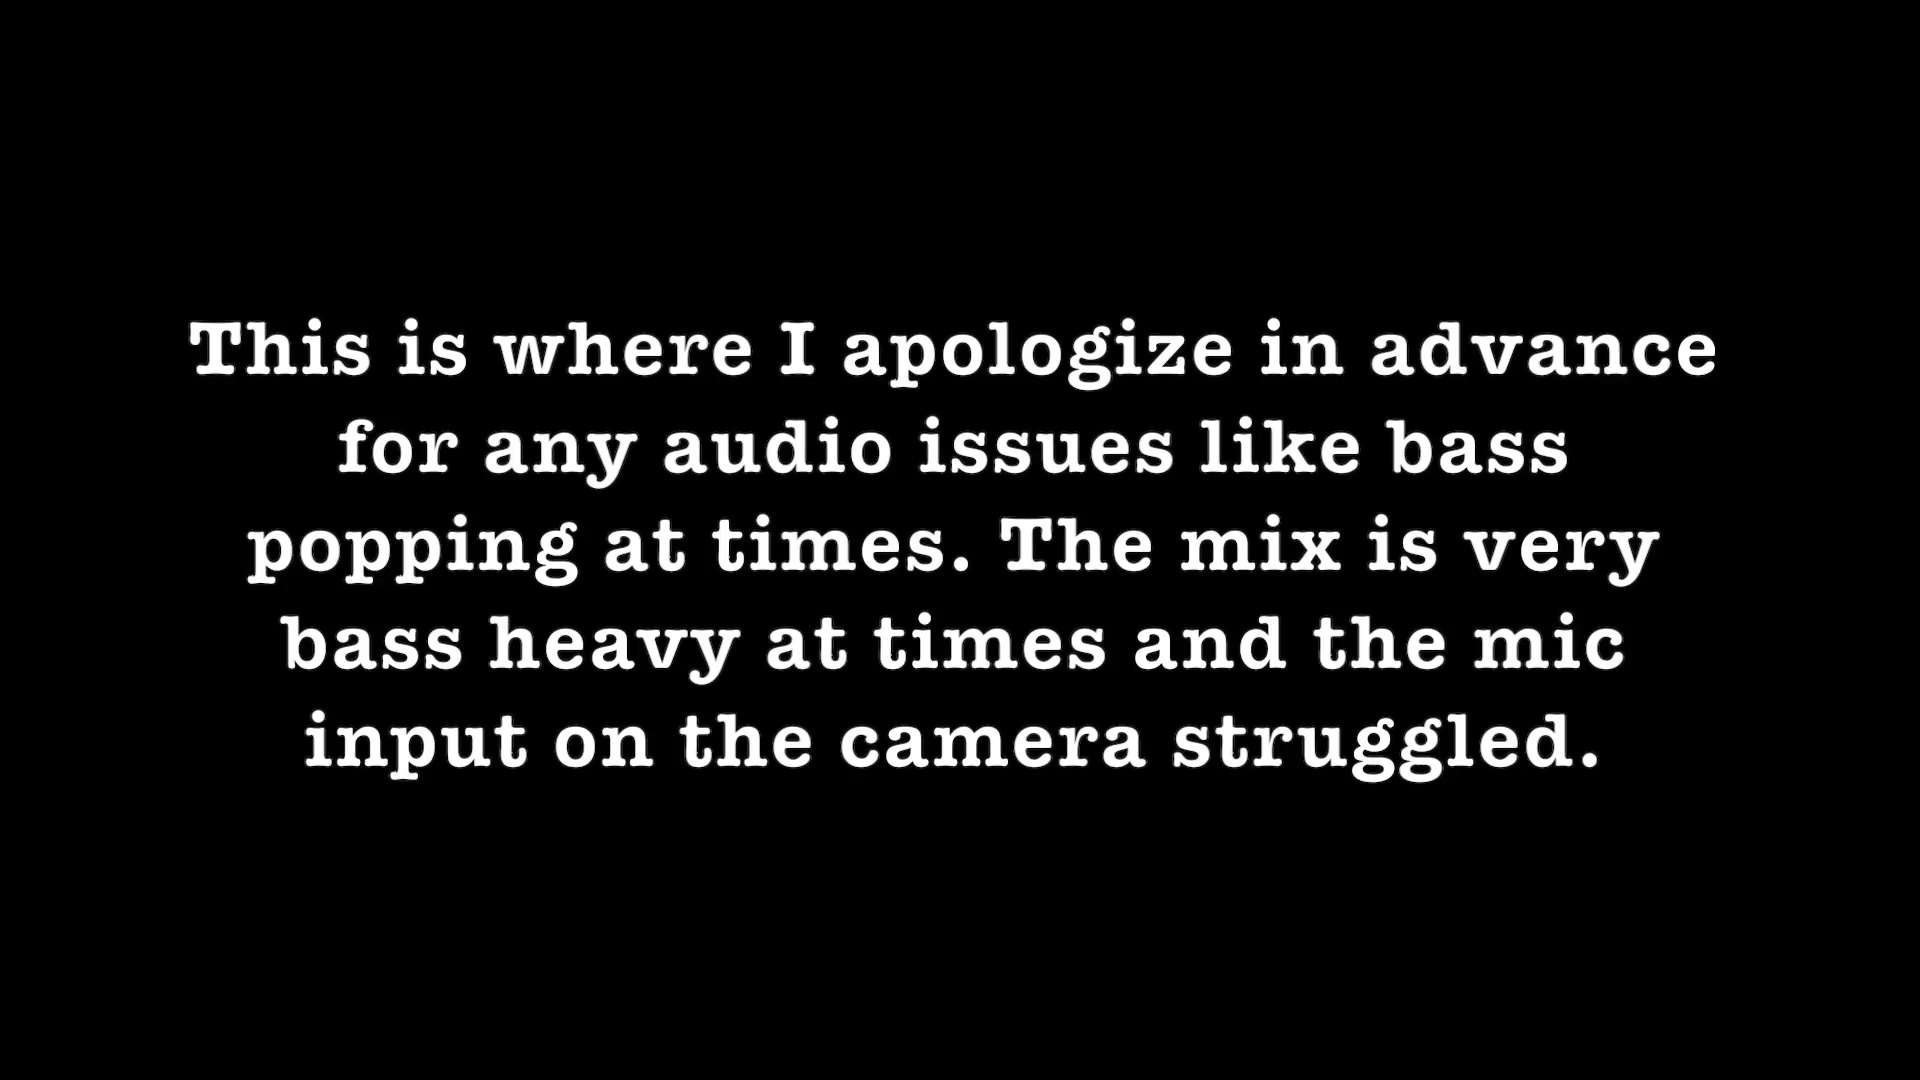 This is where I apologize in advance
for any audio issues like bass
popping at times. The mix is very
bass heavy at times and the mic
input on the camera struggled.